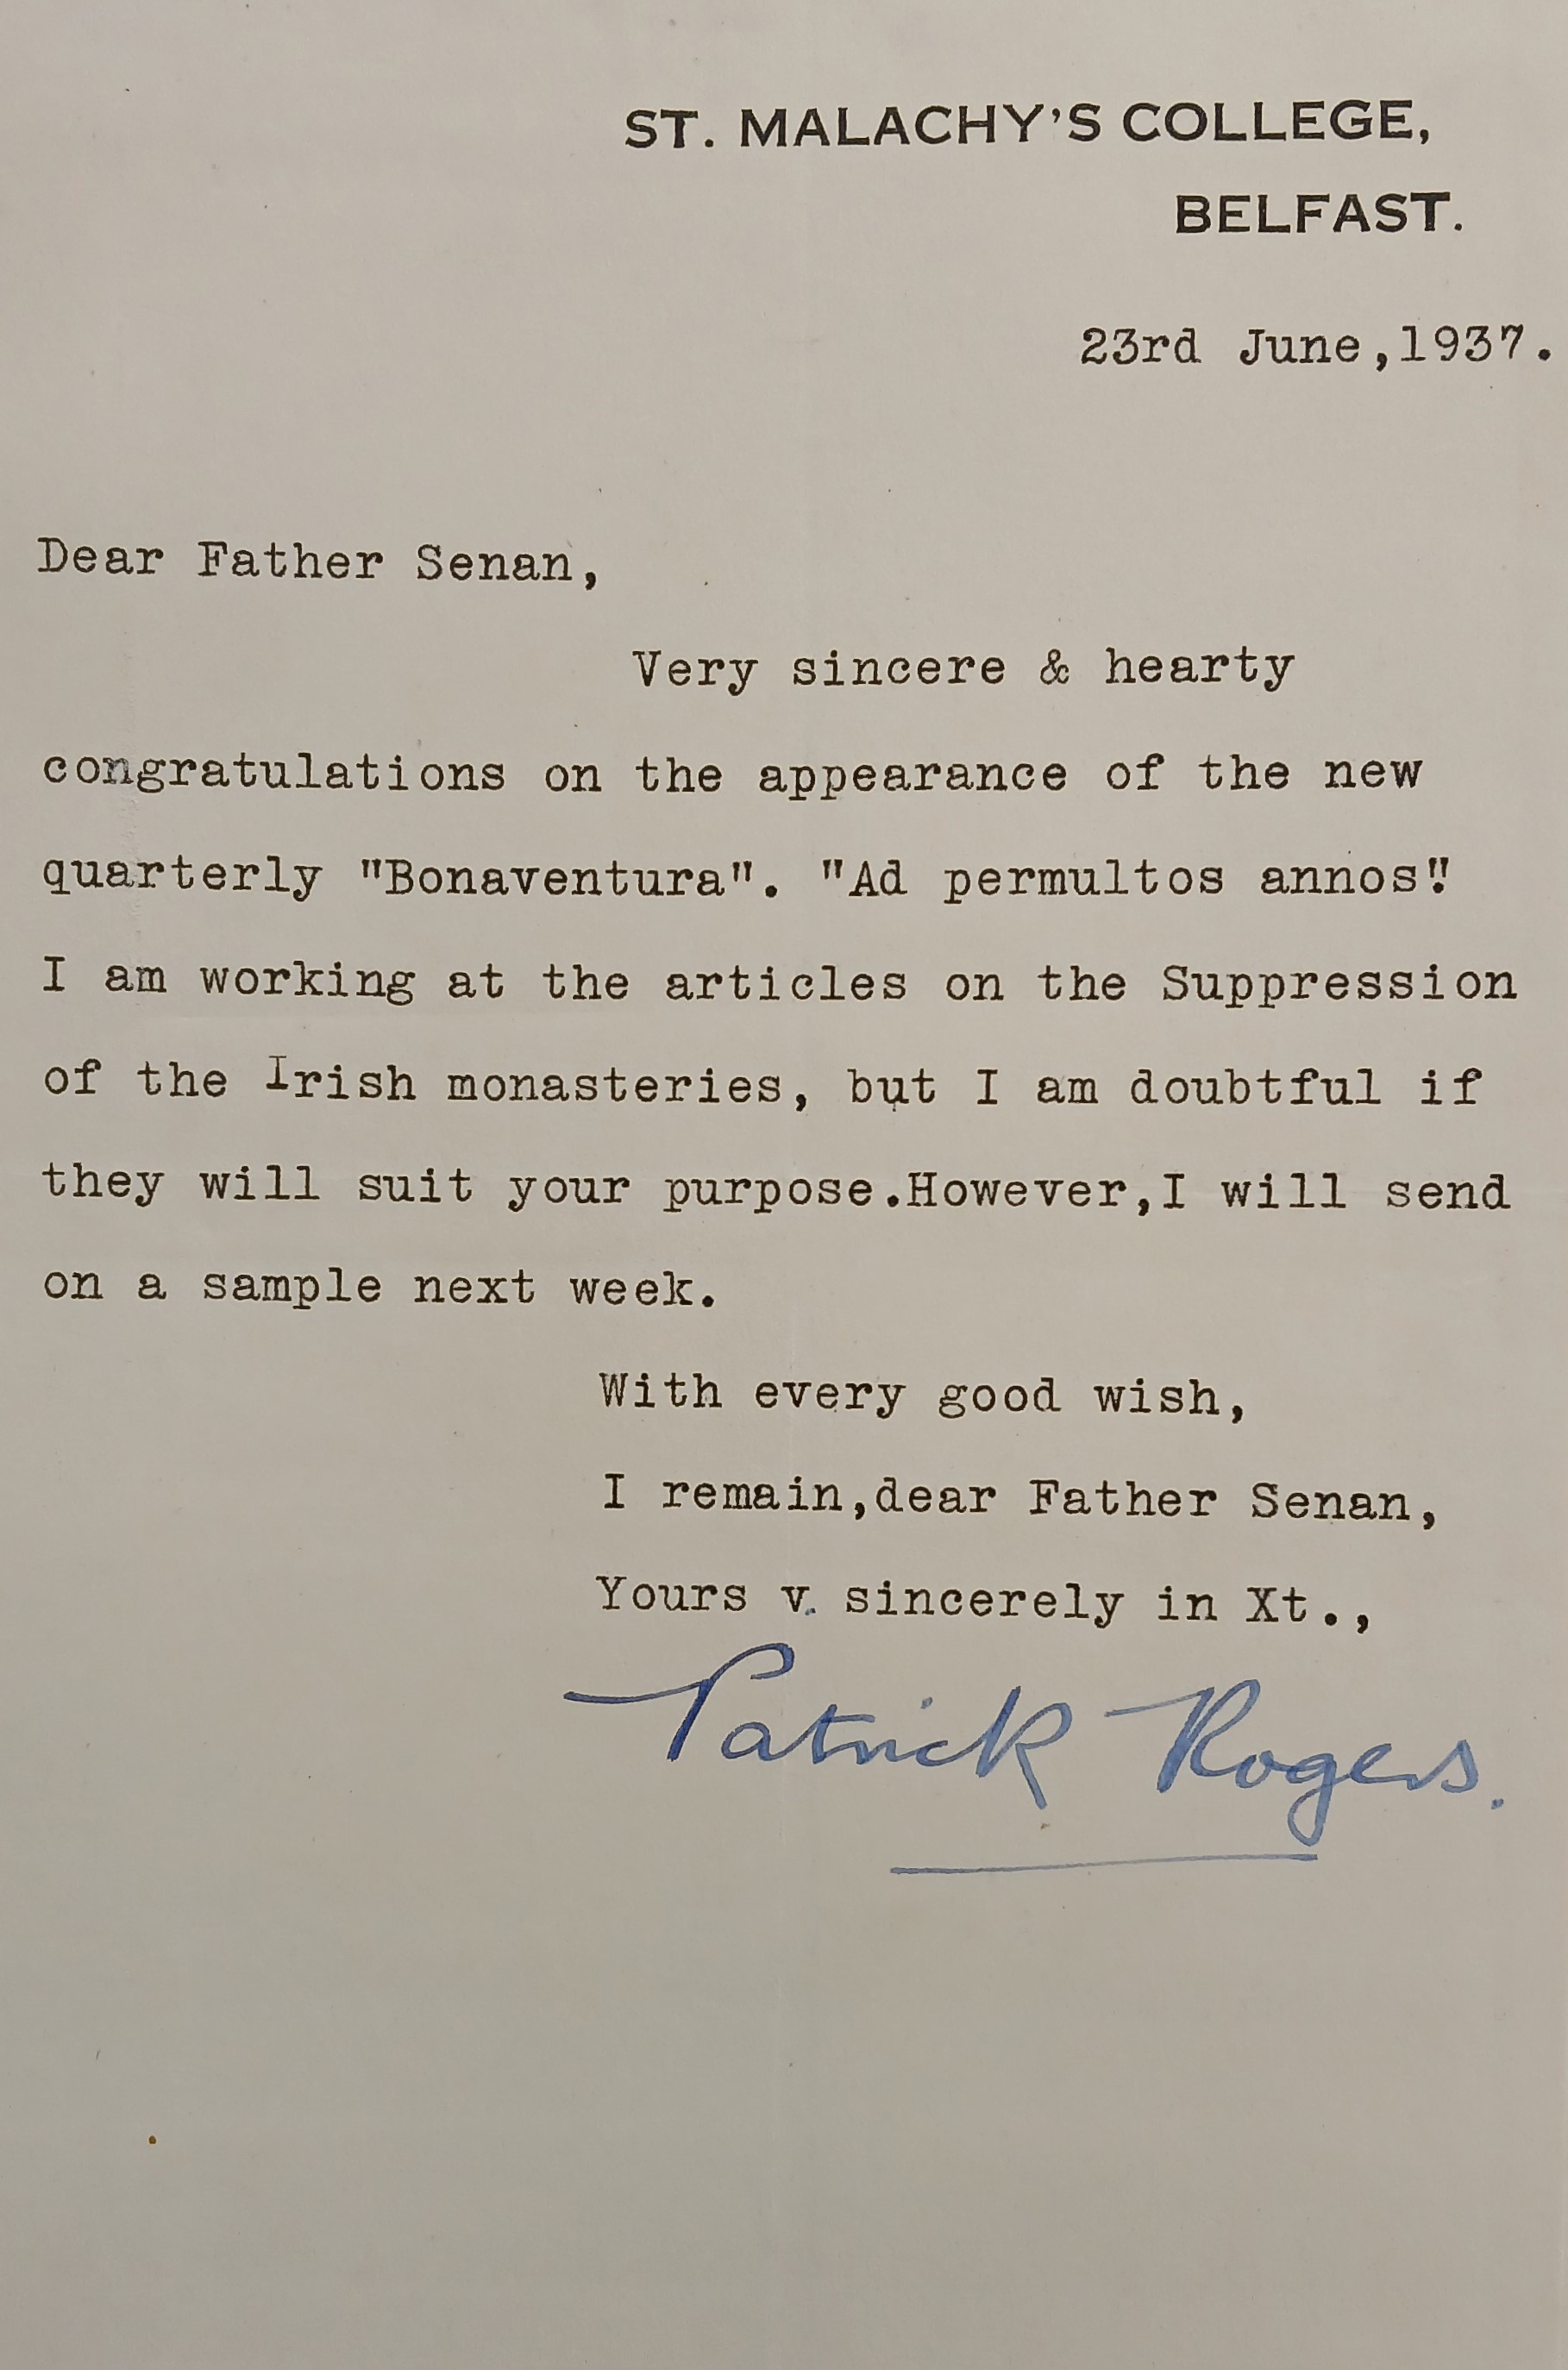 ST. MALACHY'S COLLEGE,
BELFAST.
23rd June,1937.
Dear Father Senan,
Very sincere & hearty
congratulations on the appearance of the new
quarterly "Bonaventura". "Ad permultos annos!"
I am working at the articles on the Suppression
of the Irish monasteries, but I am doubtful if
they will suit your purpose.However,I will send
on a sample next week.
With every good wish,
I remain,dear Father Senan,
Yours v. sincerely in Xt.,
Patrick Rogers.